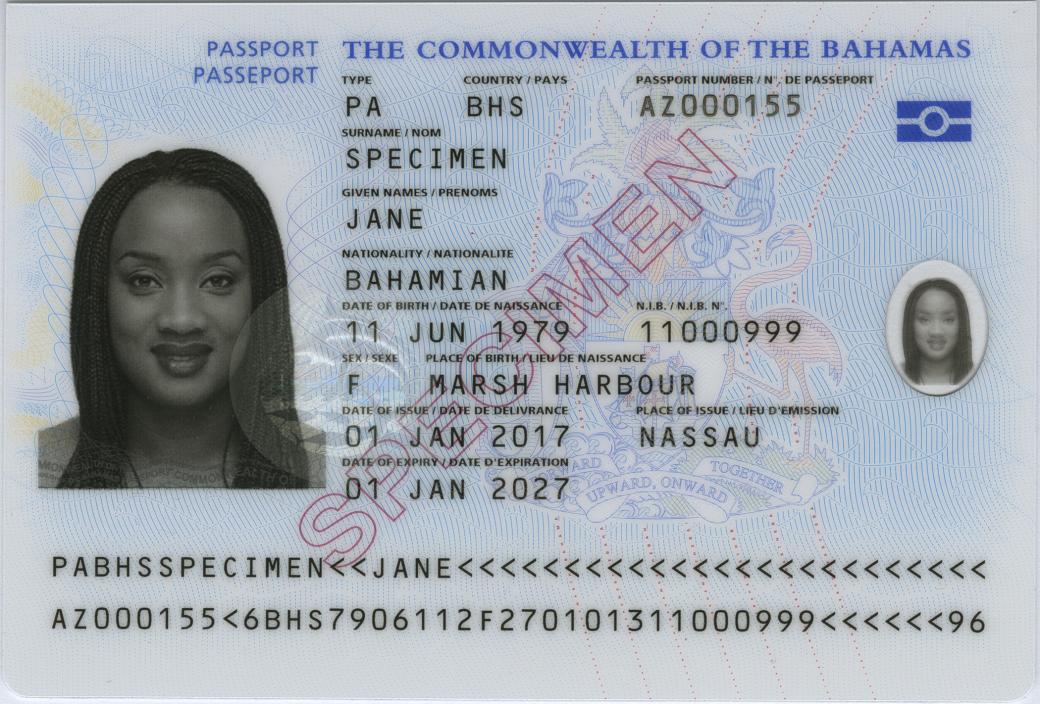 PASSPORT
PASSEPORT
THE COMMONWEALTH OF THE BAHAMAS
TYPE COUNTRY / PAYS PASSPORT NUMBER / N°. DE PASSEPORT
PA BHS AZ000155
SURNAME / NOM
SPECIMEN
GIVEN NAMES / PRENOMS
JANE
NATIONALITY / NATIONALITE
BAHAMIAN
DATE OF BIRTH / DATE DE NAISSANCE N.I.B. / N.I.B. N°.
11 JUN 1979 11000999
SEX / SEXE PLACE OF BIRTH / LIEU DE NAISSANCE
F MARSH HARBOUR
DATE OF ISSUE / DATE DE DELIVRANCE PLACE OF ISSUE / LIEU D'EMISSION
01 JAN 2017 NASSAU
DATE OF EXPIRY / DATE D'EXPIRATION
01 JAN 2027
SPECIMEN
UPWARD, ONWARD
TOGETHER
PABHSSPECIMEN<<JANE<<<<<<<<<<<<<<<<<<<<<<<<<
AZ000155<6BHS7906112F270101311000999<<<<<<96